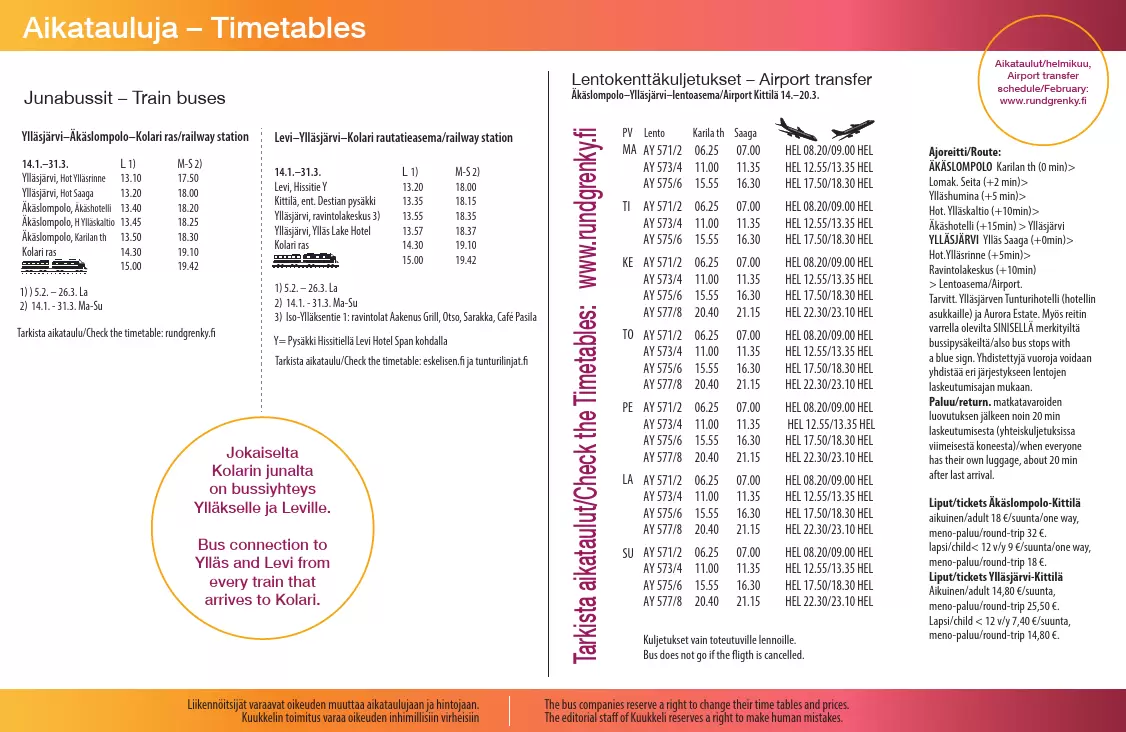 Aikatauluja – Timetables
Junabussit – Train buses
Ylläsjärvi–Äkäslompolo–Kolari ras/railway station
14.1.–31.3. L 1) M-S 2)
Ylläsjärvi, Hot Ylläsrinne 13.10 17.50
Ylläsjärvi, Hot Saaga 13.20 18.00
Äkäslompolo, Äkäshotelli 13.40 18.20
Äkäslompolo, H Ylläskaltio 13.45 18.25
Äkäslompolo, Karilan th 13.50 18.30
Kolari ras 14.30 19.10
15.00 19.42
1) ) 5.2. – 26.3. La
2) 14.1. - 31.3. Ma-Su
Tarkista aikataulu/Check the timetable: rundgrenky.fi
Levi–Ylläsjärvi–Kolari rautatieasema/railway station
14.1.–31.3. L 1) M-S 2)
Levi, Hissitie Y 13.20 18.00
Kittilä, ent. Destian pysäkki 13.35 18.15
Ylläsjärvi, ravintolakeskus 3) 13.55 18.35
Ylläsjärvi, Ylläs Lake Hotel 13.57 18.37
Kolari ras 14.30 19.10
15.00 19.42
1) 5.2. – 26.3. La
2) 14.1. - 31.3. Ma-Su
3) Iso-Ylläksentie 1: ravintolat Aakenus Grill, Otso, Sarakka, Café Pasila
Y= Pysäkki Hissitiellä Levi Hotel Span kohdalla
Tarkista aikataulu/Check the timetable: eskelisen.fi ja tunturilinjat.fi
Jokaiselta
Kolarin junalta
on bussiyhteys
Ylläkselle ja Leville.
Bus connection to
Ylläs and Levi from
every train that
arrives to Kolari.
Lentokenttäkuljetukset – Airport transfer
Äkäslompolo–Ylläsjärvi–lentoasema/Airport Kittilä 14.–20.3.
Tarkista aikataulut/Check the Timetables: www.rundgrenky.fi
PV Lento Karila th Saaga
MA AY 571/2 06.25 07.00 HEL 08.20/09.00 HEL
AY 573/4 11.00 11.35 HEL 12.55/13.35 HEL
AY 575/6 15.55 16.30 HEL 17.50/18.30 HEL
TI AY 571/2 06.25 07.00 HEL 08.20/09.00 HEL
AY 573/4 11.00 11.35 HEL 12.55/13.35 HEL
AY 575/6 15.55 16.30 HEL 17.50/18.30 HEL
KE AY 571/2 06.25 07.00 HEL 08.20/09.00 HEL
AY 573/4 11.00 11.35 HEL 12.55/13.35 HEL
AY 575/6 15.55 16.30 HEL 17.50/18.30 HEL
AY 577/8 20.40 21.15 HEL 22.30/23.10 HEL
TO AY 571/2 06.25 07.00 HEL 08.20/09.00 HEL
AY 573/4 11.00 11.35 HEL 12.55/13.35 HEL
AY 575/6 15.55 16.30 HEL 17.50/18.30 HEL
AY 577/8 20.40 21.15 HEL 22.30/23.10 HEL
PE AY 571/2 06.25 07.00 HEL 08.20/09.00 HEL
AY 573/4 11.00 11.35 HEL 12.55/13.35 HEL
AY 575/6 15.55 16.30 HEL 17.50/18.30 HEL
AY 577/8 20.40 21.15 HEL 22.30/23.10 HEL
LA AY 571/2 06.25 07.00 HEL 08.20/09.00 HEL
AY 573/4 11.00 11.35 HEL 12.55/13.35 HEL
AY 575/6 15.55 16.30 HEL 17.50/18.30 HEL
AY 577/8 20.40 21.15 HEL 22.30/23.10 HEL
SU AY 571/2 06.25 07.00 HEL 08.20/09.00 HEL
AY 573/4 11.00 11.35 HEL 12.55/13.35 HEL
AY 575/6 15.55 16.30 HEL 17.50/18.30 HEL
AY 577/8 20.40 21.15 HEL 22.30/23.10 HEL
Kuljetukset vain toteutuville lennoille.
Bus does not go if the fligth is cancelled.
Aikataulut/helmikuu,
Airport transfer
schedule/February:
www.rundgrenky.fi
Ajoreitti/Route:
ÄKÄSLOMPOLO Karilan th (0 min)>
Lomak. Seita (+2 min)>
Ylläshumina (+5 min)>
Hot. Ylläskaltio (+10min)>
Äkäshotelli (+15min) > Ylläsjärvi
YLLÄSJÄRVI Ylläs Saaga (+0min)>
Hot.Ylläsrinne (+5min)>
Ravintolakeskus (+10min)
> Lentoasema/Airport.
Tarvitt. Ylläsjärven Tunturihotelli (hotellin
asukkaille) ja Aurora Estate. Myös reitin
varrella olevilta SINISELLÄ merkityiltä
bussipysäkeiltä/also bus stops with
a blue sign. Yhdistettyjä vuoroja voidaan
yhdistää eri järjestykseen lentojen
laskeutumisajan mukaan.
Paluu/return. matkatavaroiden
luovutuksen jälkeen noin 20 min
laskeutumisesta (yhteiskuljetuksissa
viimeisestä koneesta)/when everyone
has their own luggage, about 20 min
after last arrival.
Liput/tickets Äkäslompolo-Kittilä
aikuinen/adult 18 €/suunta/one way,
meno-paluu/round-trip 32 €.
lapsi/child< 12 v/y 9 €/suunta/one way,
meno-paluu/round-trip 18 €.
Liput/tickets Ylläsjärvi-Kittilä
Aikuinen/adult 14,80 €/suunta,
meno-paluu/round-trip 25,50 €.
Lapsi/child < 12 v/y 7,40 €/suunta,
meno-paluu/round-trip 14,80 €.
Liikennöitsijät varaavat oikeuden muuttaa aikataulujaan ja hintojaan.
Kuukkelin toimitus varaa oikeuden inhimillisiin virheisiin
The bus companies reserve a right to change their time tables and prices.
The editorial staff of Kuukkeli reserves a right to make human mistakes.